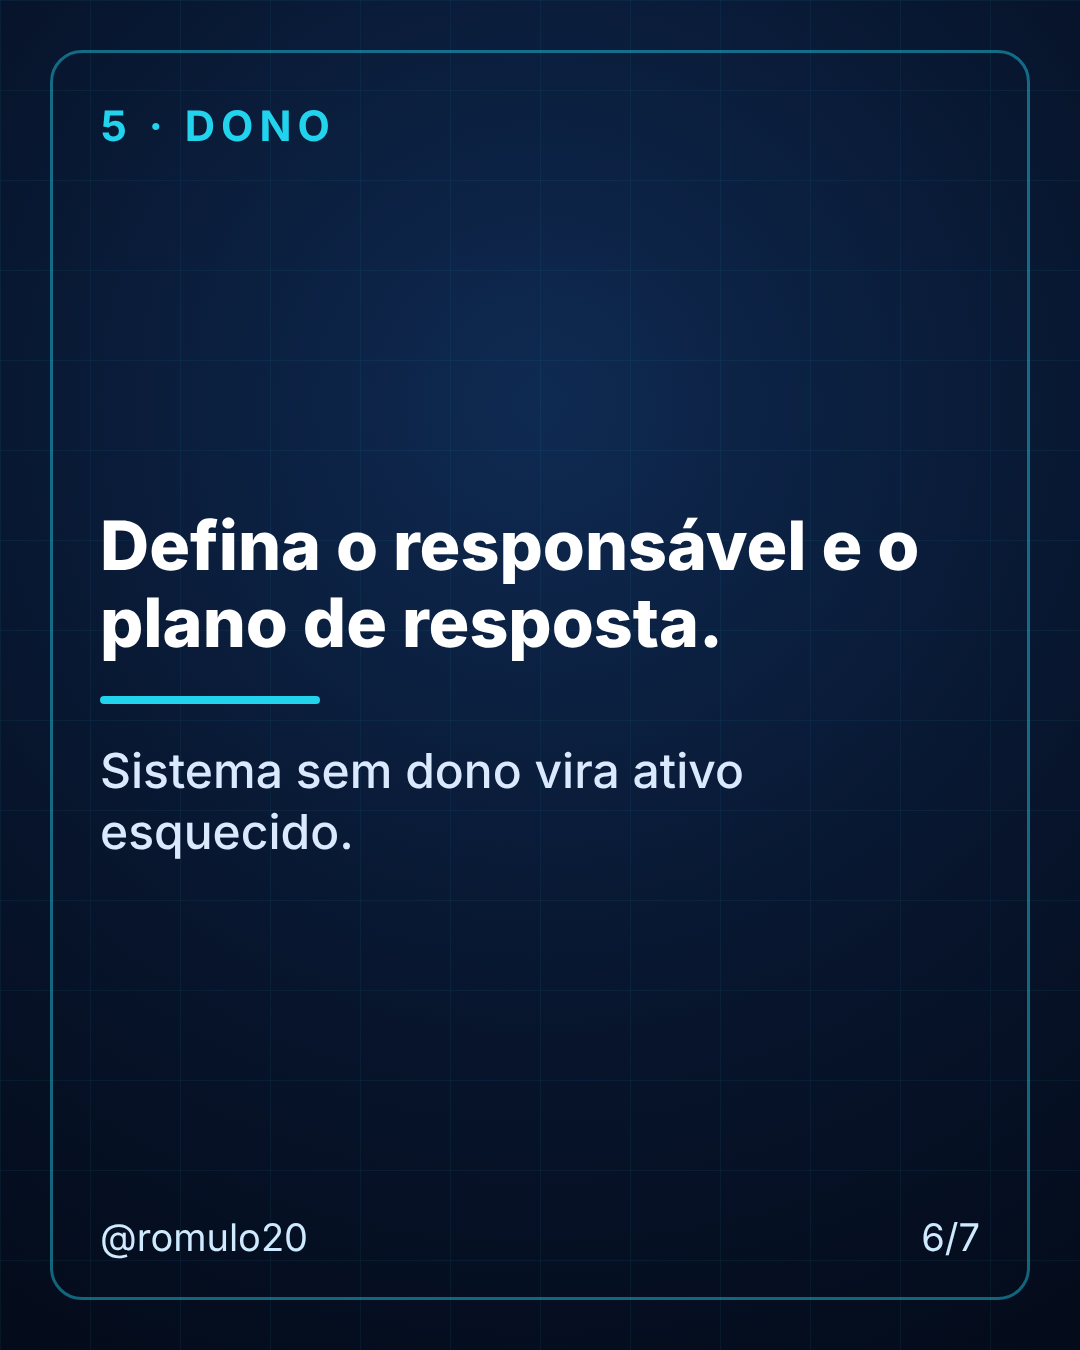 5 · DONO
Defina o responsável e o
plano de resposta.
Sistema sem dono vira ativo
esquecido.
@romulo20
6/7